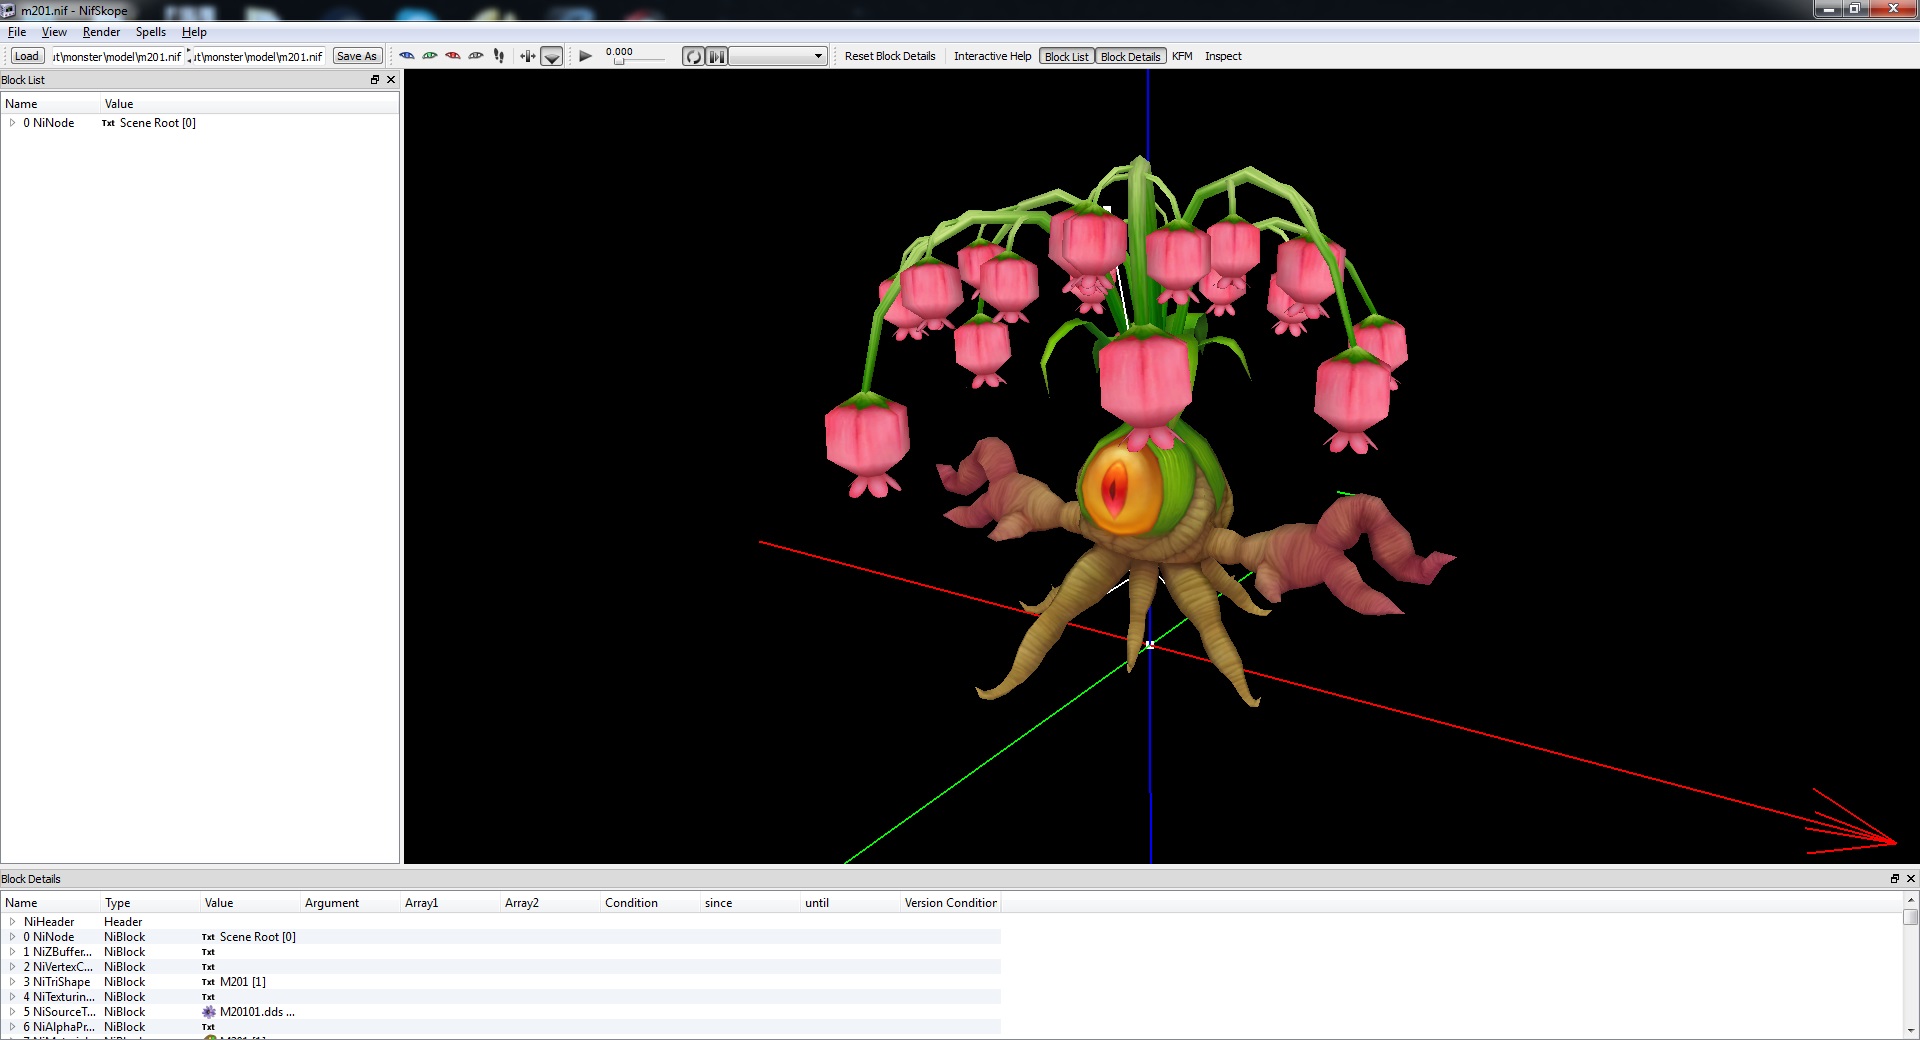 m201.nif - NifSkope
File View Render Spells Help
Load ut\monster\model\m201.nif ut\monster\model\m201.nif Save As 0.000 Reset Block Details Interactive Help Block List Block Details KFM Inspect
Block List
Name Value
0 NiNode Txt Scene Root [0]
Block Details
Name Type Value Argument Array1 Array2 Condition since until Version Condition
NiHeader Header
0 NiNode NiBlock Txt Scene Root [0]
1 NiZBuffer... NiBlock Txt
2 NiVertexC... NiBlock Txt
3 NiTriShape NiBlock Txt M201 [1]
4 NiTexturin... NiBlock Txt
5 NiSourceT... NiBlock M20101.dds ...
6 NiAlphaPr... NiBlock Txt